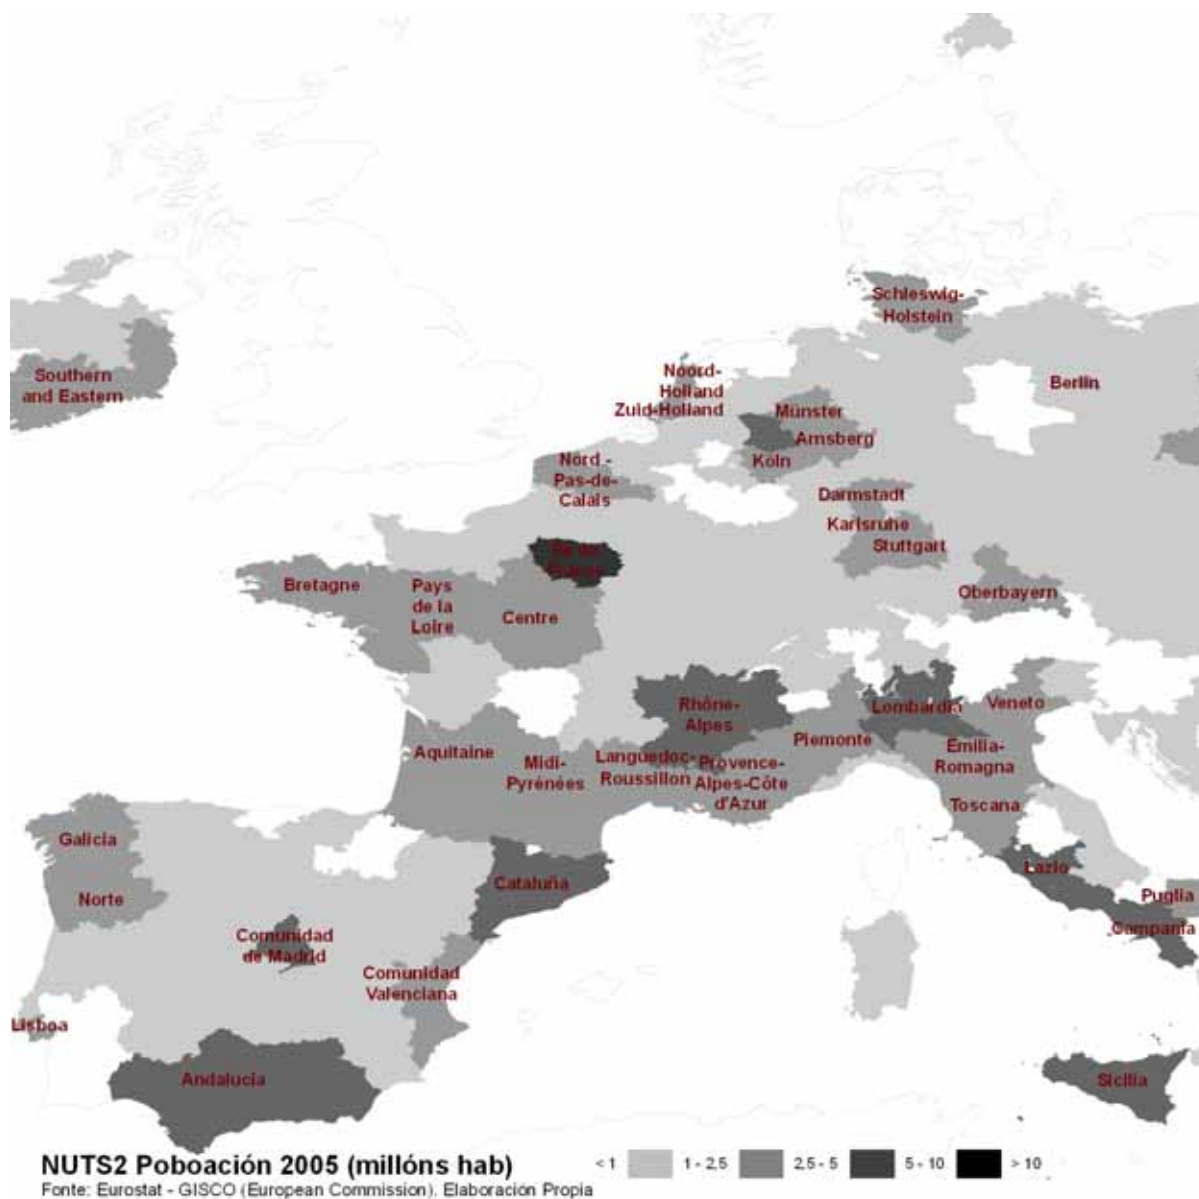 Schleswig-
Holstein
Southern
and Eastern
Noord-
Holland
Zuid-Holland
Berlin
Münster
Arnsberg
Köln
Nord -
Pas-de-
Calais
Darmstadt
Karlsruhe
Stuttgart
Île de
France
Bretagne
Pays
de la
Loire
Centre
Oberbayern
Rhône-
Alpes
Lombardia
Veneto
Aquitaine
Midi-
Pyrénées
Languedoc-
Roussillon
Provence-
Alpes-Côte
d'Azur
Piemonte
Emilia-
Romagna
Toscana
Galicia
Norte
Cataluña
Lazio
Puglia
Campania
Comunidad
de Madrid
Comunidad
Valenciana
Lisboa
Andalucia
Sicilia
NUTS2 Poboación 2005 (millóns hab)
< 1 1 - 2,5 2,5 - 5 5 - 10 > 10
Fonte: Eurostat - GISCO (European Commission). Elaboración Propia